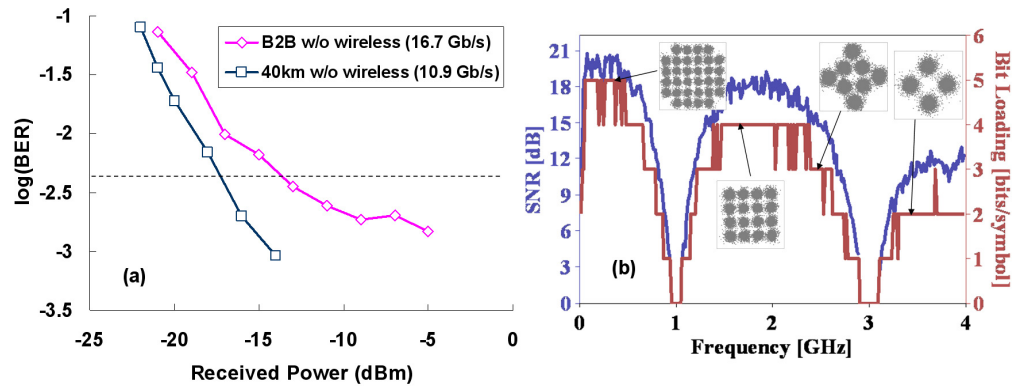 -1
-1.5
-2
-2.5
-3
-3.5
log(BER)
B2B w/o wireless (16.7 Gb/s)
40km w/o wireless (10.9 Gb/s)
(a)
-25 -20 -15 -10 -5 0
Received Power (dBm)
21
18
15
12
9
6
3
0
SNR [dB]
(b)
6
5
4
3
2
1
0
Bit Loading [bits/symbol]
0 1 2 3 4
Frequency [GHz]